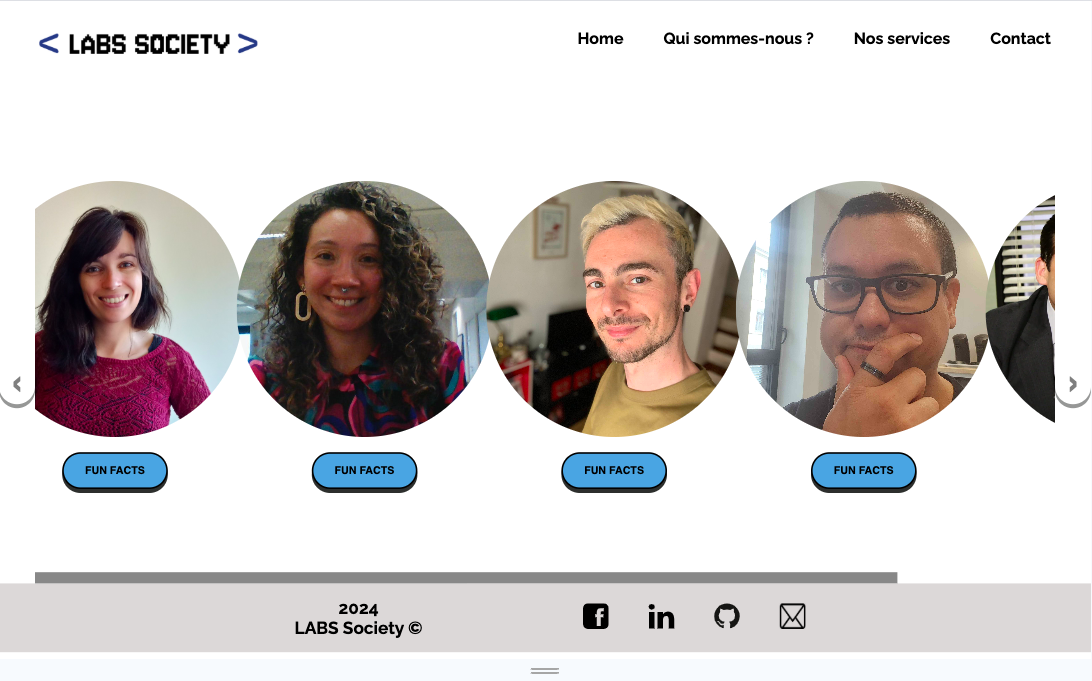 < LABS SOCIETY >
Home Qui sommes-nous ? Nos services Contact
FUN FACTS FUN FACTS FUN FACTS FUN FACTS
2024
LABS Society ©